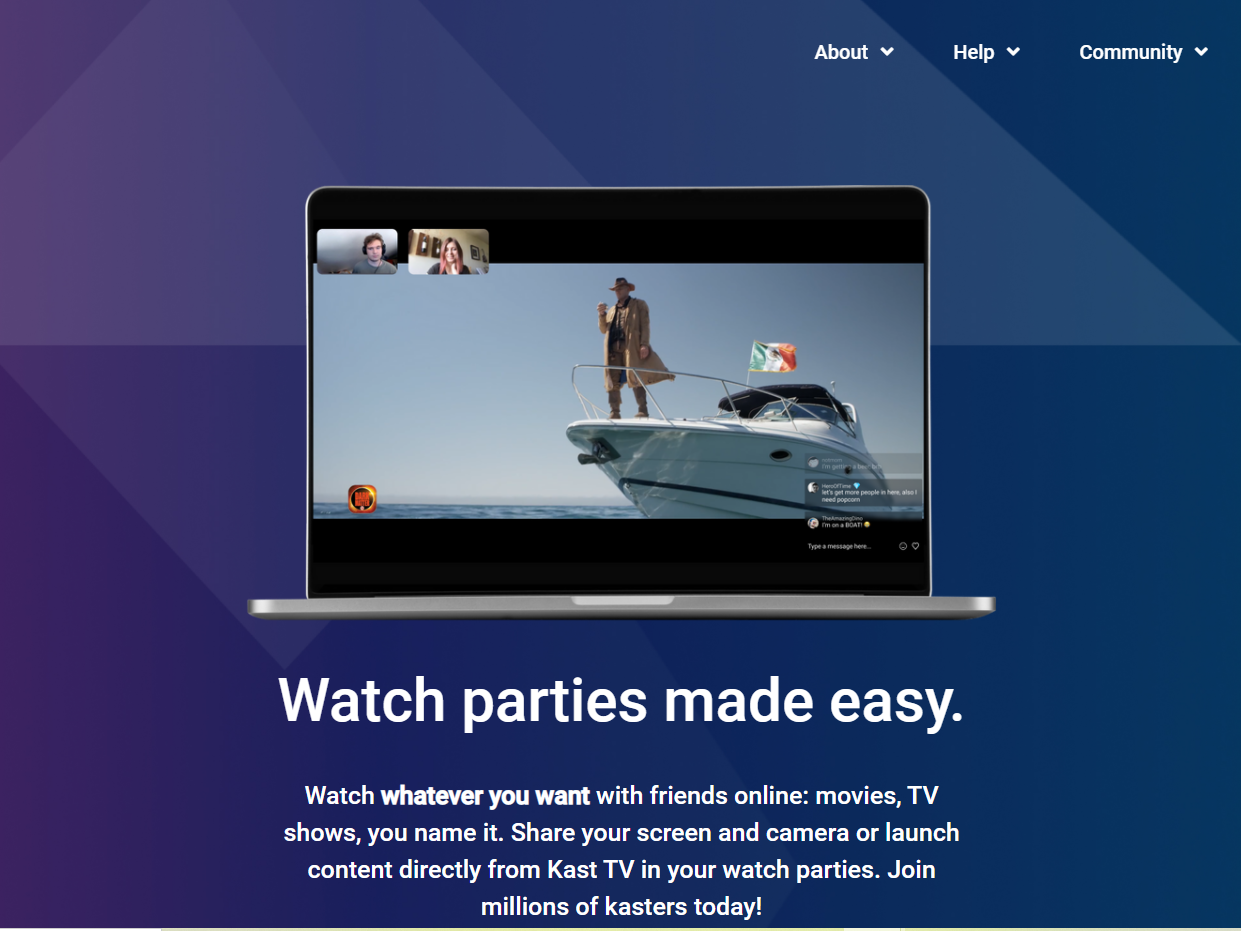 About
Help
Community
I'm getting a beer brb
HeroOfTime
let's get more people in here, also I
need popcorn
TheAmazingDino
I'm on a BOAT!
Type a message here...
Watch parties made easy.
Watch whatever you want with friends online: movies, TV
shows, you name it. Share your screen and camera or launch
content directly from Kast TV in your watch parties. Join
millions of kasters today!